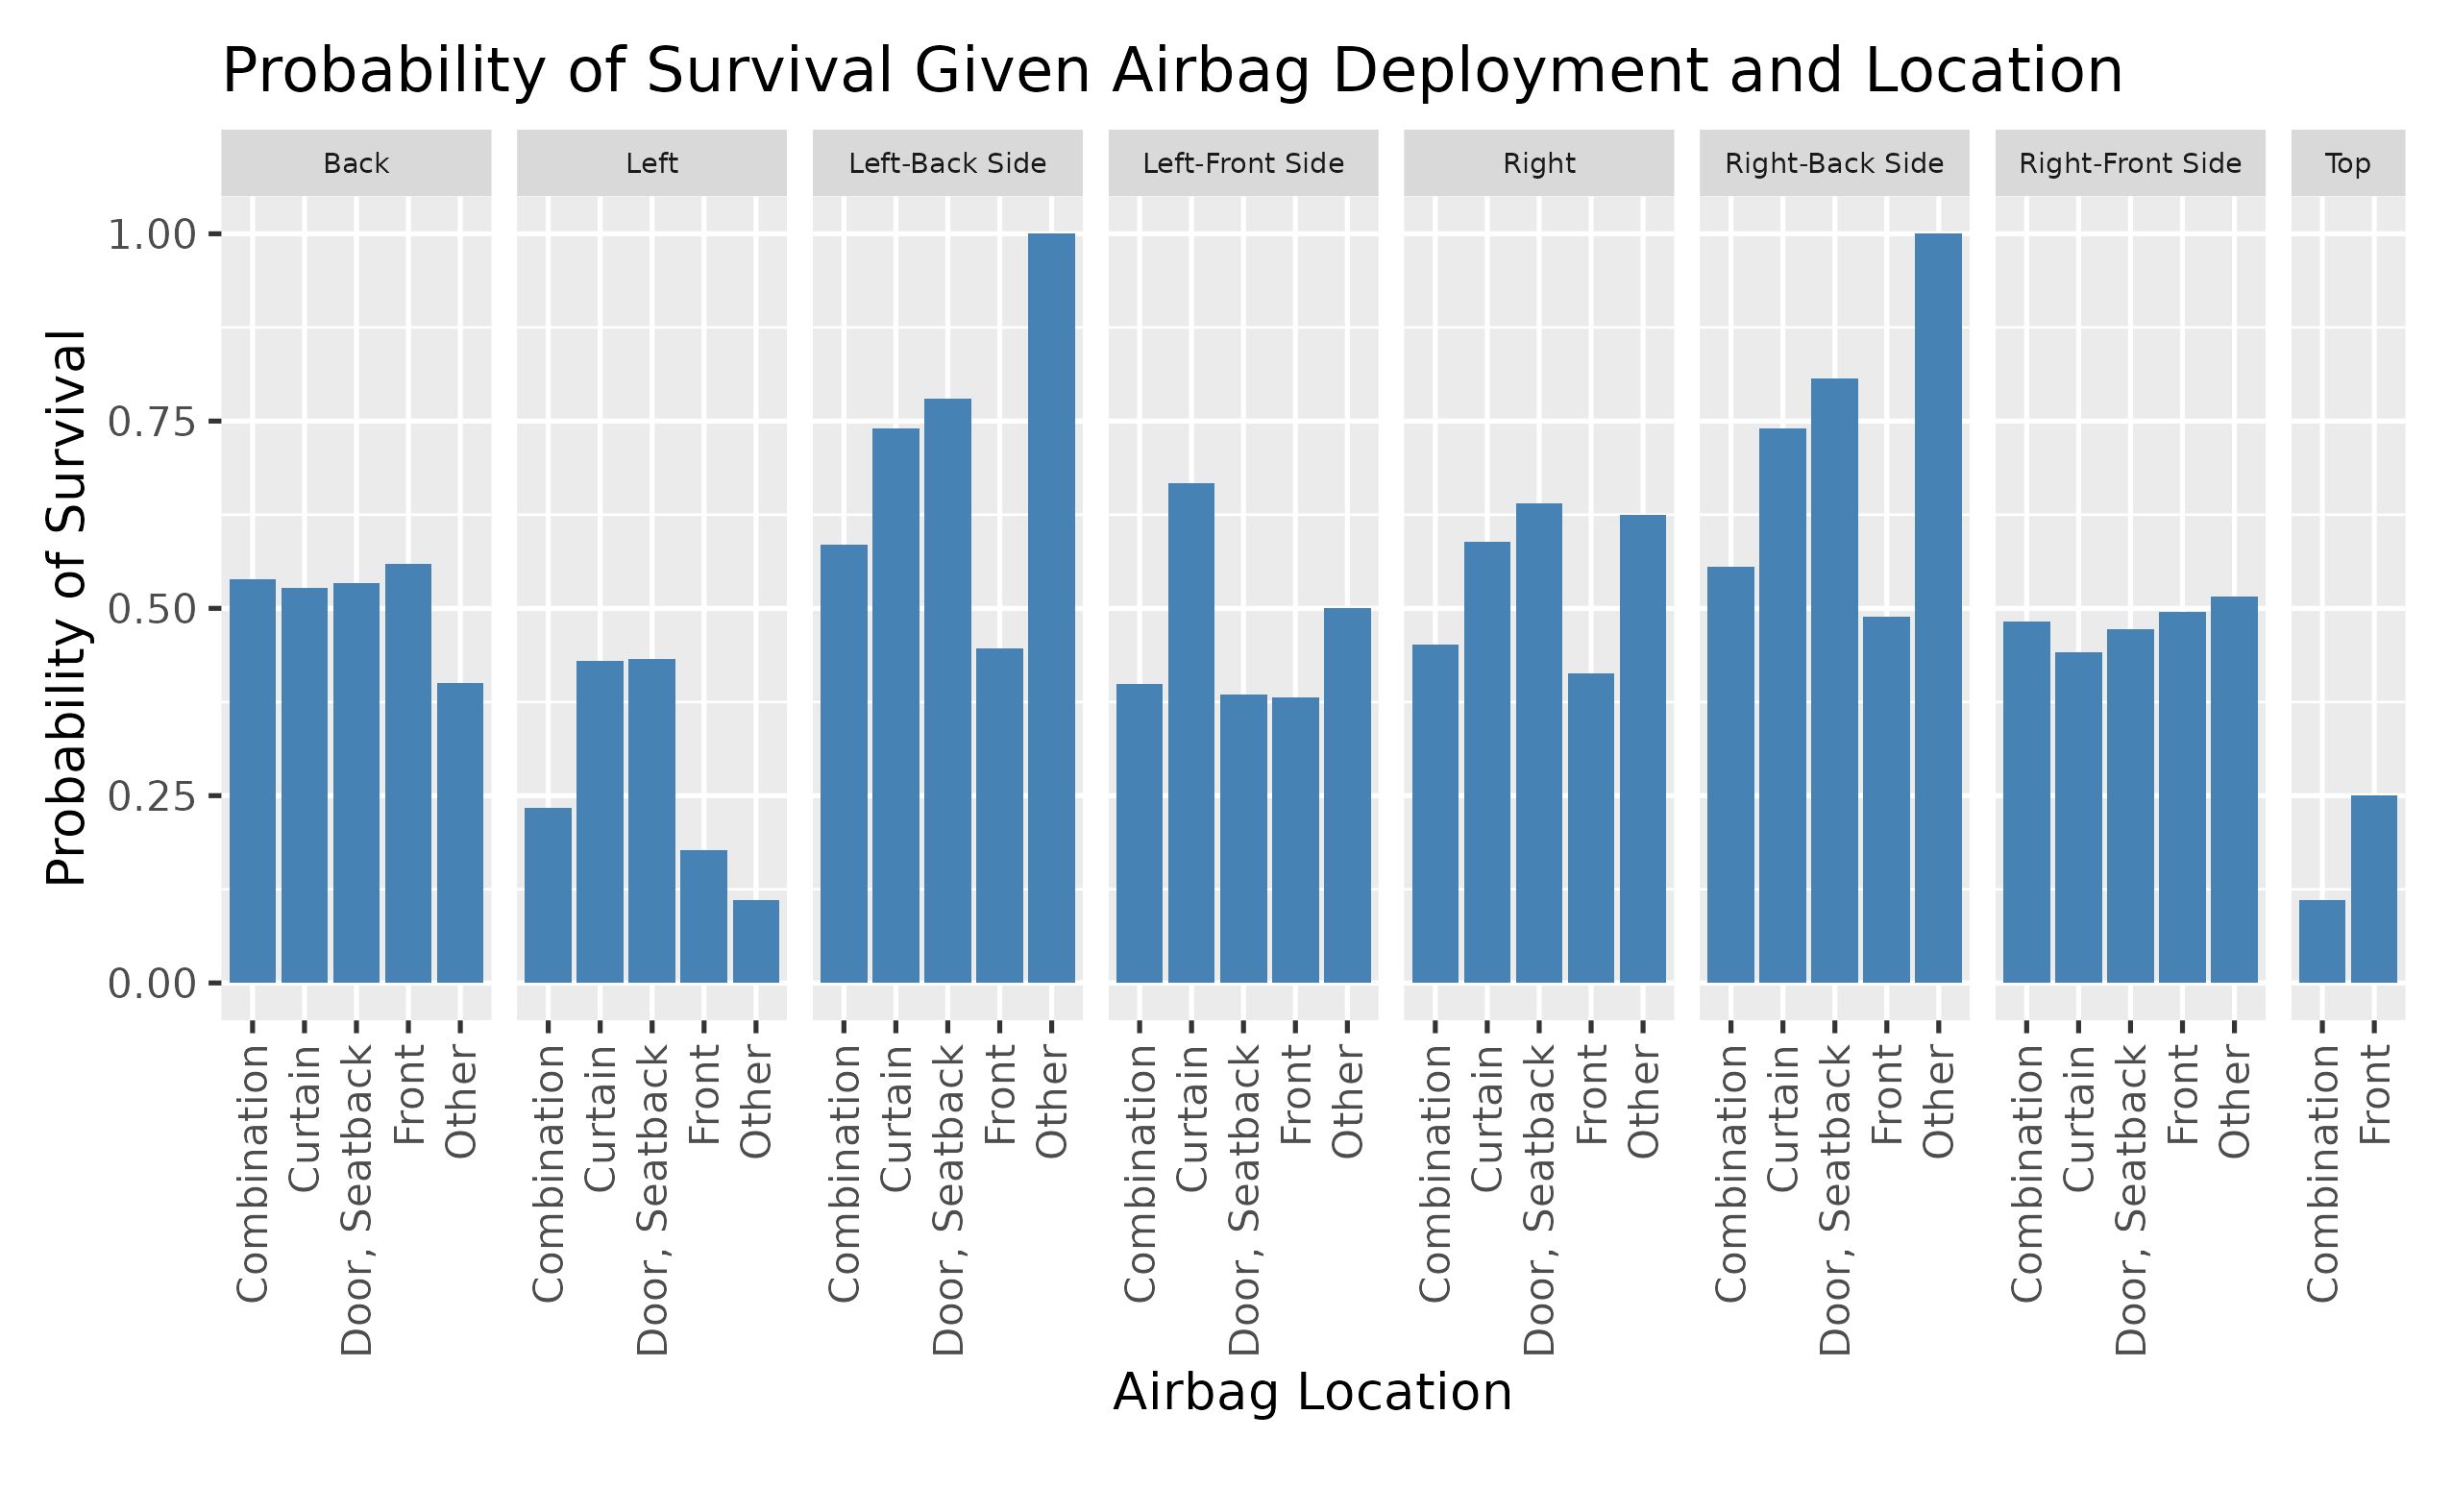 Probability of Survival Given Airbag Deployment and Location
Back
Left
Left-Back Side
Left-Front Side
Right
Right-Back Side
Right-Front Side
Top
Probability of Survival
1.00
0.75
0.50
0.25
0.00
Combination
Curtain
Door, Seatback
Front
Other
Combination
Curtain
Door, Seatback
Front
Other
Combination
Curtain
Door, Seatback
Front
Other
Combination
Curtain
Door, Seatback
Front
Other
Combination
Curtain
Door, Seatback
Front
Other
Combination
Curtain
Door, Seatback
Front
Other
Combination
Curtain
Door, Seatback
Front
Other
Combination
Front
Airbag Location